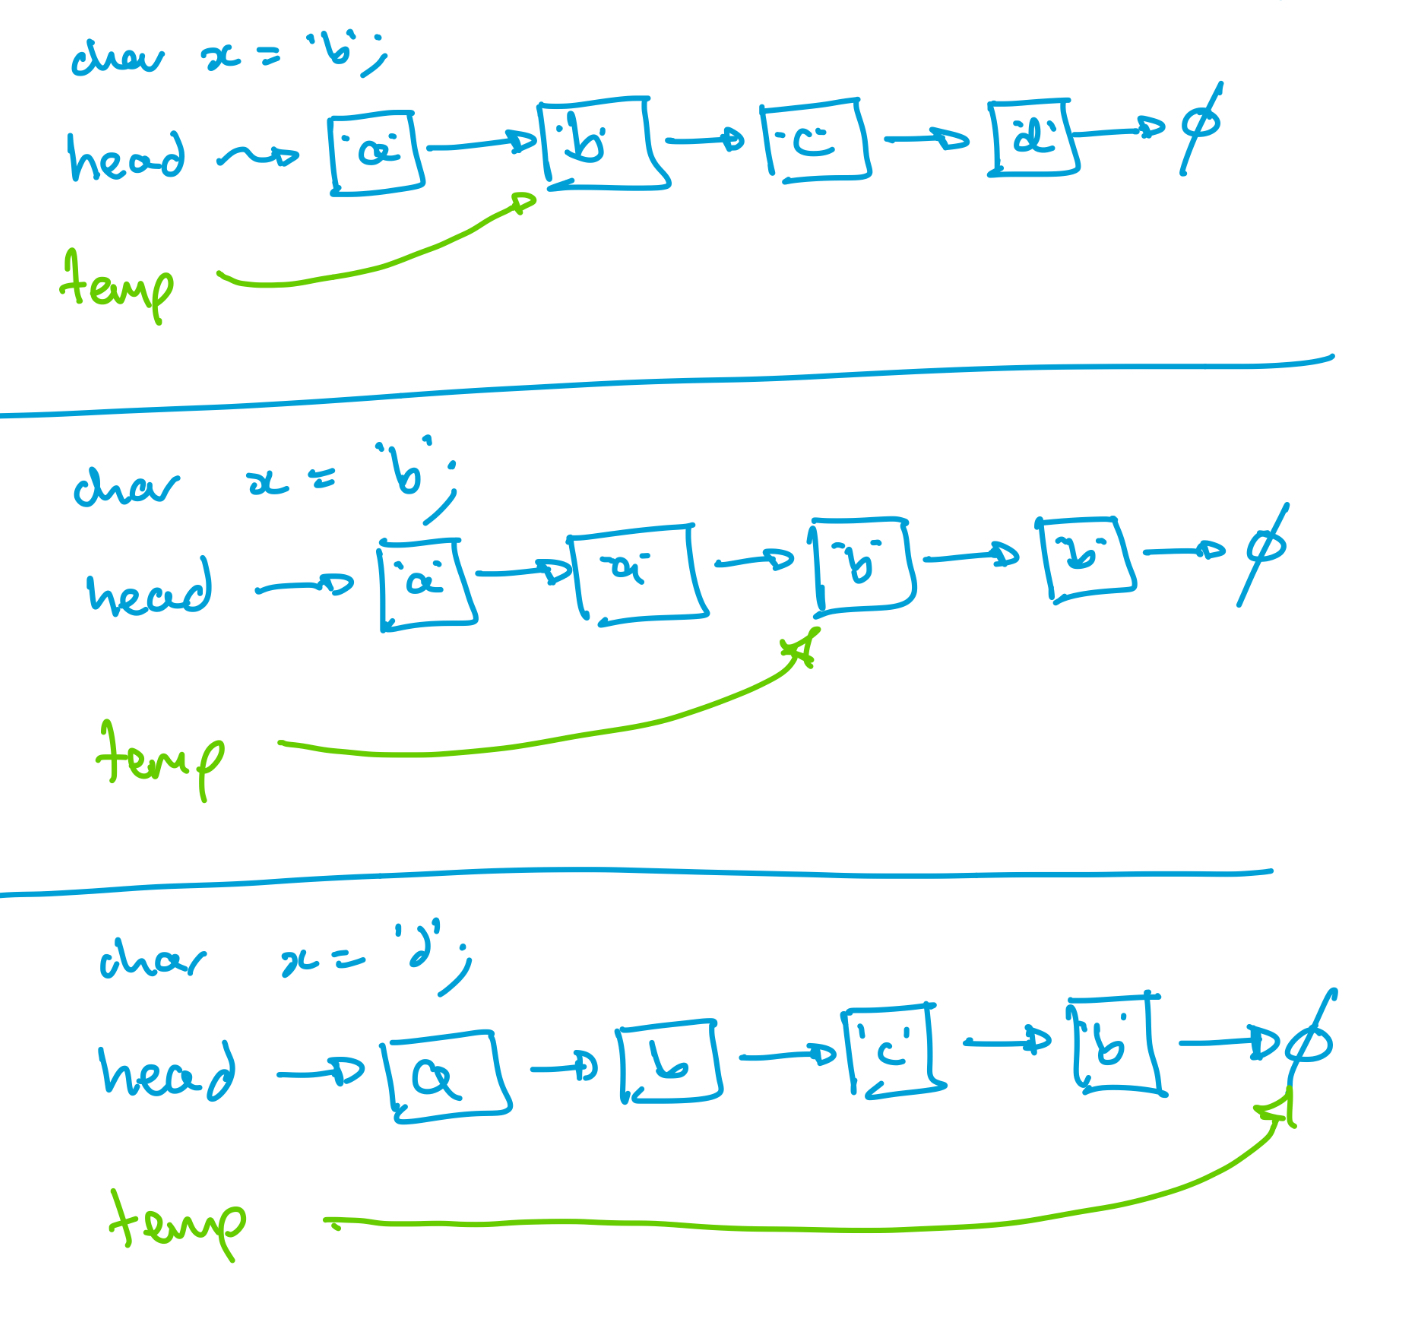 char x = 'b';
head 'a' 'b' 'c' 'd' ∅
temp
char x = 'b';
head 'a' 'a' 'b' 'b' ∅
temp
char x = 'd';
head a b 'c' 'b' ∅
temp